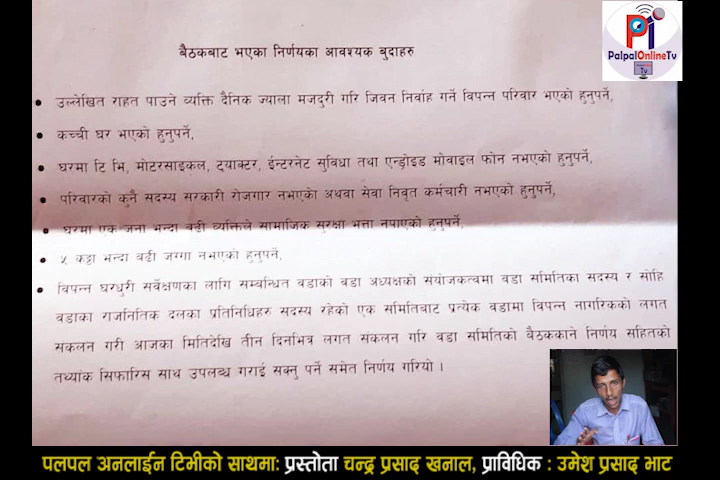 बैठकबाट भएका निर्णयका आवश्यक बुदाहरु
PalpalOnlineTv
Tv
• उल्लेखित राहत पाउने व्यक्ति दैनिक ज्याला मजदुरी गरि जिवन निर्वाह गर्ने विपन्न परिवार भएको हुनुपर्ने,
• कच्ची घर भएको हुनुपर्ने,
• घरमा टि भि, मोटरसाइकल, ट्याक्टर, ईन्टरनेट सुविधा तथा एन्ड्रोइड मोवाइल फोन नभएको हुनुपर्ने,
• परिवारको कुनै सदस्य सरकारी रोजगार नभएको अथवा सेवा निवृत कर्मचारी नभएको हुनुपर्ने,
• घरमा एक जना भन्दा बढी व्यक्तिले सामाजिक सुरक्षा भत्ता नपाएको हुनुपर्ने,
• ५ कठ्ठा भन्दा बढी जग्गा नभएको हुनुपर्ने,
• विपन्न घरधुरी सर्वेक्षणका लागि सम्बन्धित वडाको वडा अध्यक्षको संयोजकत्वमा वडा समितिका सदस्य र सोहि
वडाका राजनितिक दलका प्रतिनिधिहरु सदस्य रहेको एक समितिबाट प्रत्येक वडामा विपन्न नागरिकको लगत
संकलन गरी आजका मितिदेखि तीन दिनभित्र लगत संकलन गरि वडा समितिको बैठककाने निर्णय सहितको
तथ्यांक सिफारिस साथ उपलब्ध गराई सक्नु पर्ने समेत निर्णय गरियो ।
पलपल अनलाईन टिभीको साथमा: प्रस्तोता चन्द्र प्रसाद खनाल, प्राविधिक : उमेश प्रसाद भाट